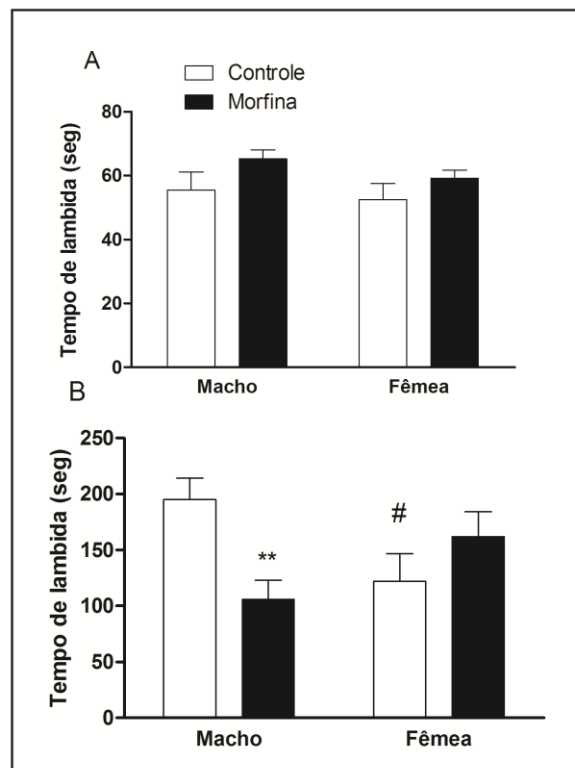 A
Controle
Morfina
Tempo de lambida (seg)
80
60
40
20
0
Macho Fêmea
B
Tempo de lambida (seg)
250
200
150
100
50
0
**
#
Macho Fêmea